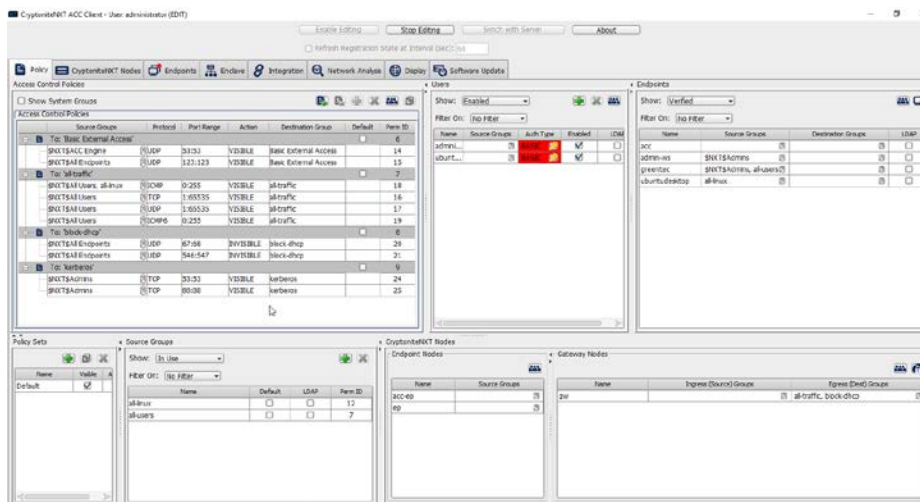 CryptoniteNXT ACC Client - User: administrator (EDIT)
Enable Editing Stop Editing Synch with Server About
Refresh Registration State at Interval (sec): 60
Policy CryptoniteNXT Nodes Endpoints Enclave Integration Network Analysis Display Software Update
Access Control Policies
Show System Groups
Access Control Policies
Source Groups Protocol Port Range Action Destination Group Default Perm ID
To: 'Basic External Access' 6
$NXT$ACC Engine UDP 53:53 VISIBLE Basic External Access 14
$NXT$All Endpoints UDP 123:123 VISIBLE Basic External Access 15
To: 'all-traffic' 7
$NXT$All Users, all-linux ICMP 0:255 VISIBLE all-traffic 18
$NXT$All Users TCP 1:65535 VISIBLE all-traffic 16
$NXT$All Users UDP 1:65535 VISIBLE all-traffic 17
$NXT$All Users ICMP6 0:255 VISIBLE all-traffic 19
To: 'block-dhcp' 8
$NXT$All Endpoints UDP 67:68 INVISIBLE block-dhcp 20
$NXT$All Endpoints UDP 546:547 INVISIBLE block-dhcp 21
To: 'kerberos' 9
$NXT$Admins TCP 53:53 VISIBLE kerberos 24
$NXT$Admins TCP 88:88 VISIBLE kerberos 25
Users
Show: Enabled
Filter On: No Filter
Name Source Groups Auth Type Enabled LDAP
admini... BASIC
ubunt... BASIC
Endpoints
Show: Verified
Filter On: No Filter
Name Source Groups Destination Groups LDAP
acc
admin-ws $NXT$Admins
greentec $NXT$Admins, all-users
ubuntudesktop all-linux
Policy Sets
Name Visible A
Default
Source Groups
Show: In Use
Filter On: No Filter
Name Default LDAP Perm ID
all-linux 12
all-users 7
CryptoniteNXT Nodes
Endpoint Nodes
Name Source Groups
acc-ep
ep
Gateway Nodes
Name Ingress (Source) Groups Egress (Dest) Groups
gw all-traffic, block-dhcp